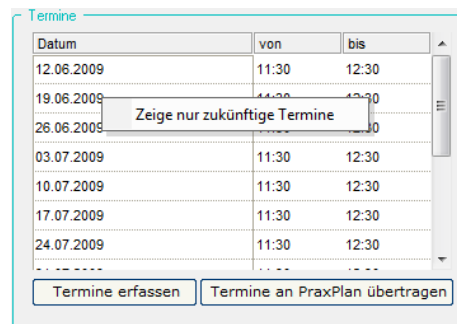 Termine
Datum von bis
12.06.2009 11:30 12:30
19.06.2009
Zeige nur zukünftige Termine
26.06.2009
03.07.2009 11:30 12:30
10.07.2009 11:30 12:30
17.07.2009 11:30 12:30
24.07.2009 11:30 12:30
Termine erfassen Termine an PraxPlan übertragen